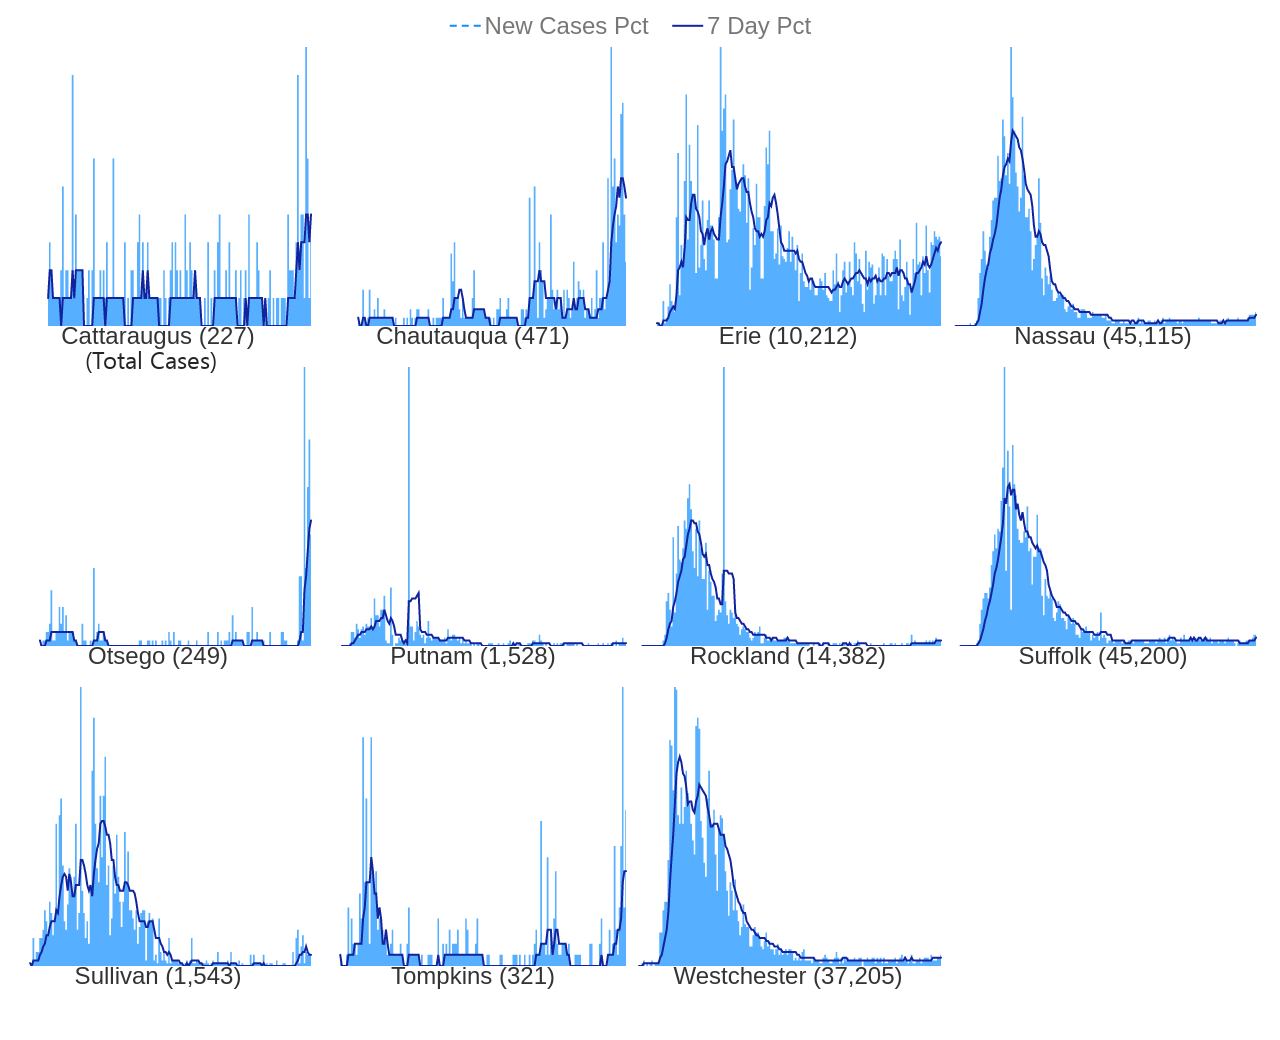 New Cases Pct 7 Day Pct
Cattaraugus (227) Chautauqua (471) Erie (10,212) Nassau (45,115)
(Total Cases)
Otsego (249) Putnam (1,528) Rockland (14,382) Suffolk (45,200)
Sullivan (1,543) Tompkins (321) Westchester (37,205)